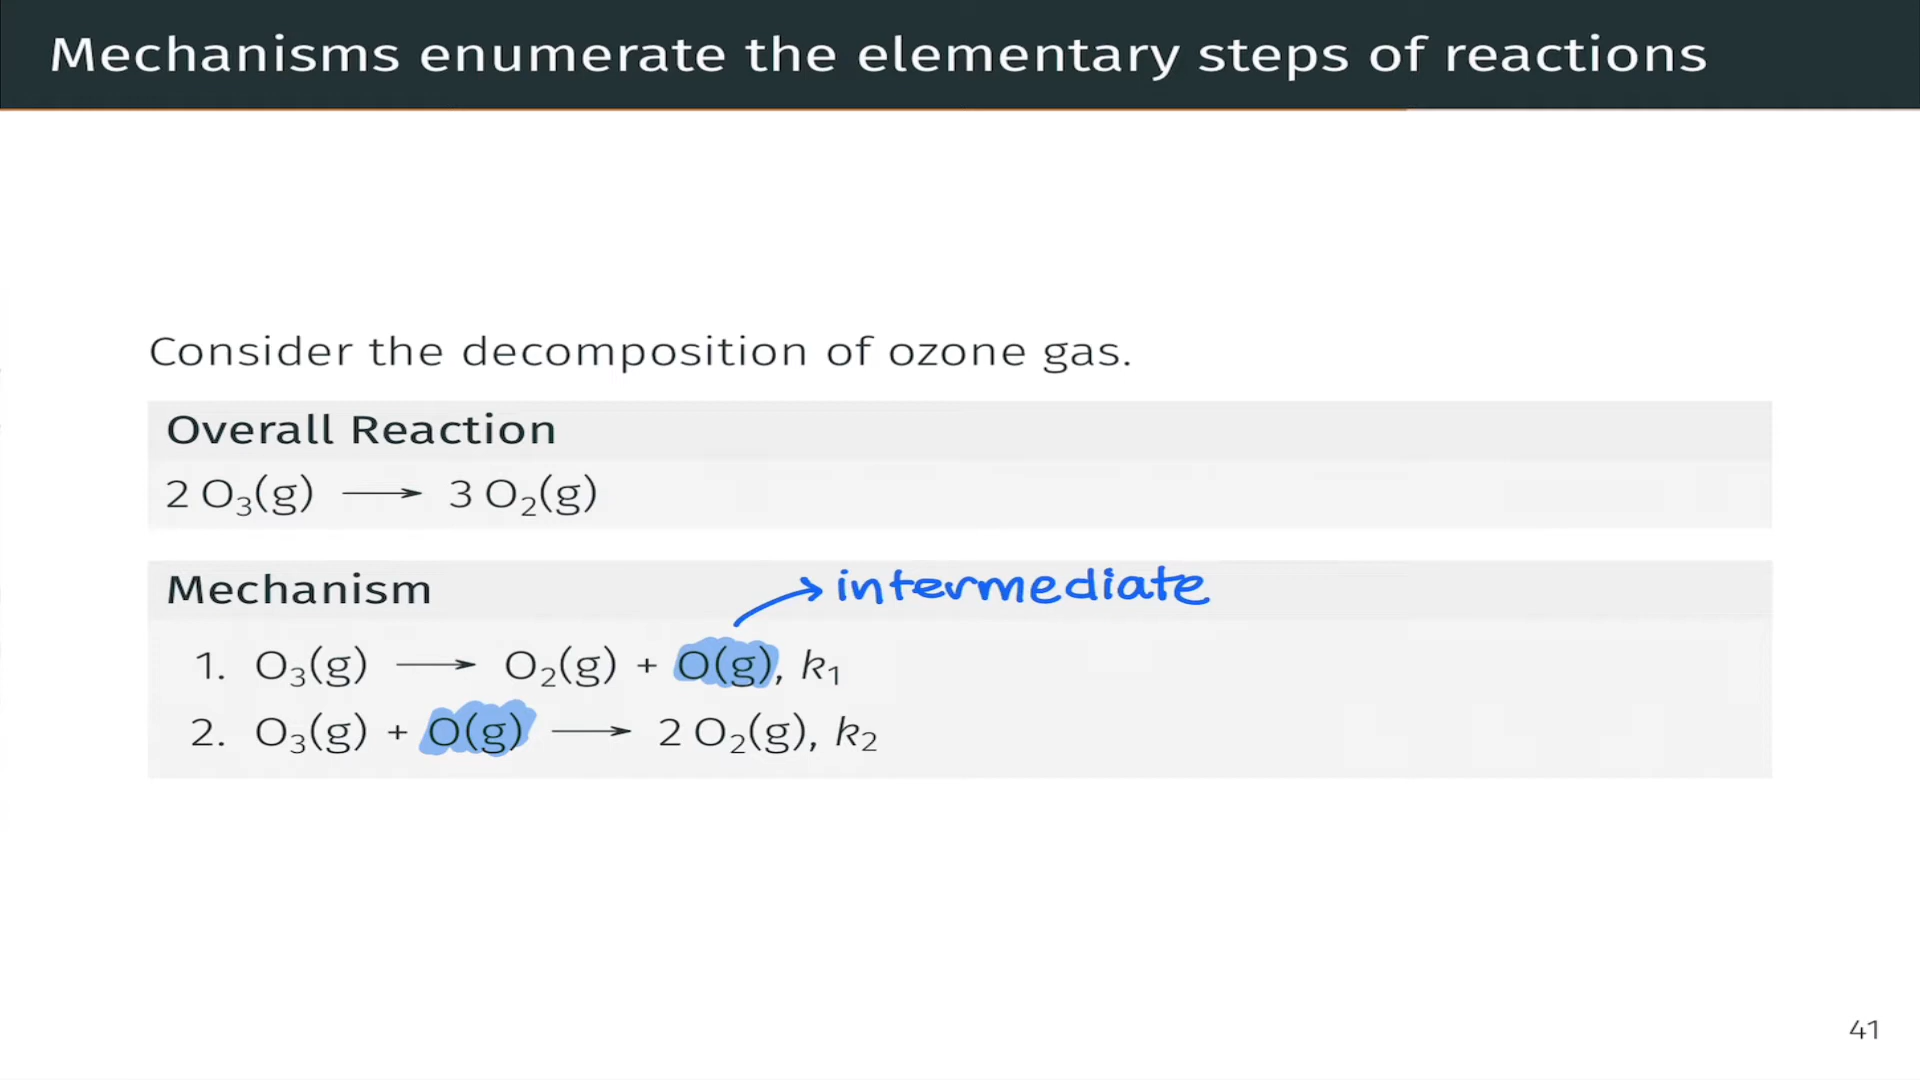 Mechanisms enumerate the elementary steps of reactions
Consider the decomposition of ozone gas.
Overall Reaction
2 O₃(g) ⟶ 3 O₂(g)
Mechanism → intermediate
1. O₃(g) ⟶ O₂(g) + O(g), k₁
2. O₃(g) + O(g) ⟶ 2 O₂(g), k₂
41